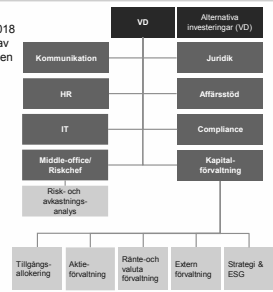 018
av
en
VD
Alternativa
investeringar (VD)
Kommunikation
Juridik
HR
Affärsstöd
IT
Compliance
Middle-office/
Riskchef
Kapital-
förvaltning
Risk- och
avkastnings-
analys
Tillgångs-
allokering
Aktie-
förvaltning
Ränte-och
valuta
förvaltning
Extern
förvaltning
Strategi &
ESG